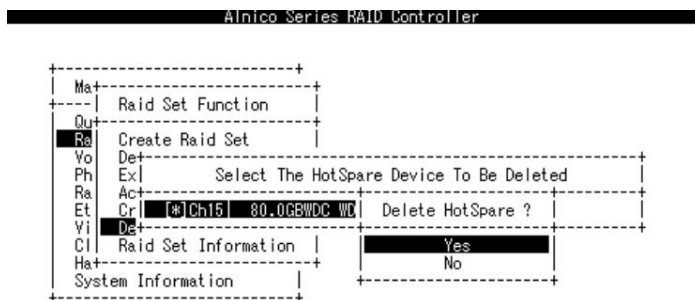 Alnico Series RAID Controller
Ma
Raid Set Function
Qu
Ra Create Raid Set
Vo De
Ph Ex Select The HotSpare Device To Be Deleted
Ra Ac
Et Cr [*]Ch15| 80.0GBWDC WD Delete HotSpare ?
Vi De
Cl Raid Set Information Yes
Ha No
System Information